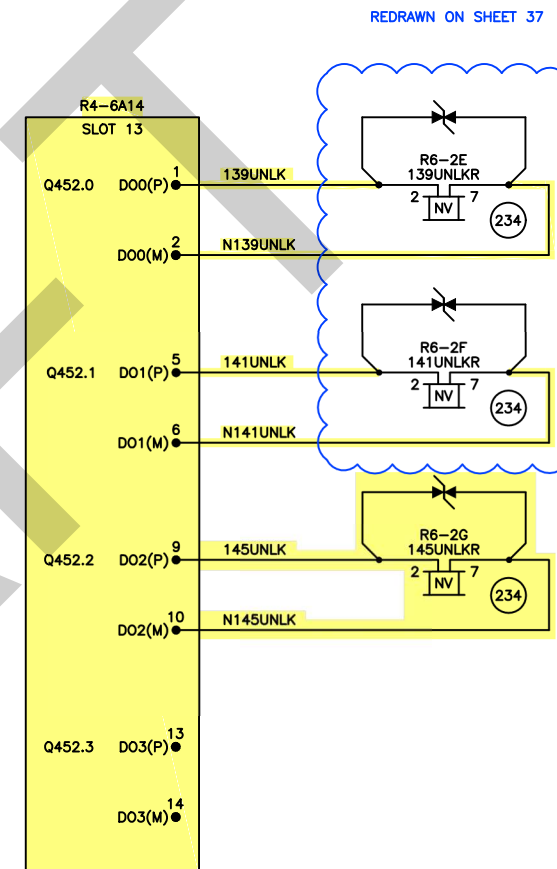 REDRAWN ON SHEET 37
R4-6A14
SLOT 13
Q452.0 DO0(P) 1 139UNLK
R6-2E
139UNLKR
2 NV 7
234
DO0(M) 2 N139UNLK
Q452.1 DO1(P) 5 141UNLK
R6-2F
141UNLKR
2 NV 7
234
DO1(M) 6 N141UNLK
Q452.2 DO2(P) 9 145UNLK
R6-2G
145UNLKR
2 NV 7
234
DO2(M) 10 N145UNLK
Q452.3 DO3(P) 13
DO3(M) 14